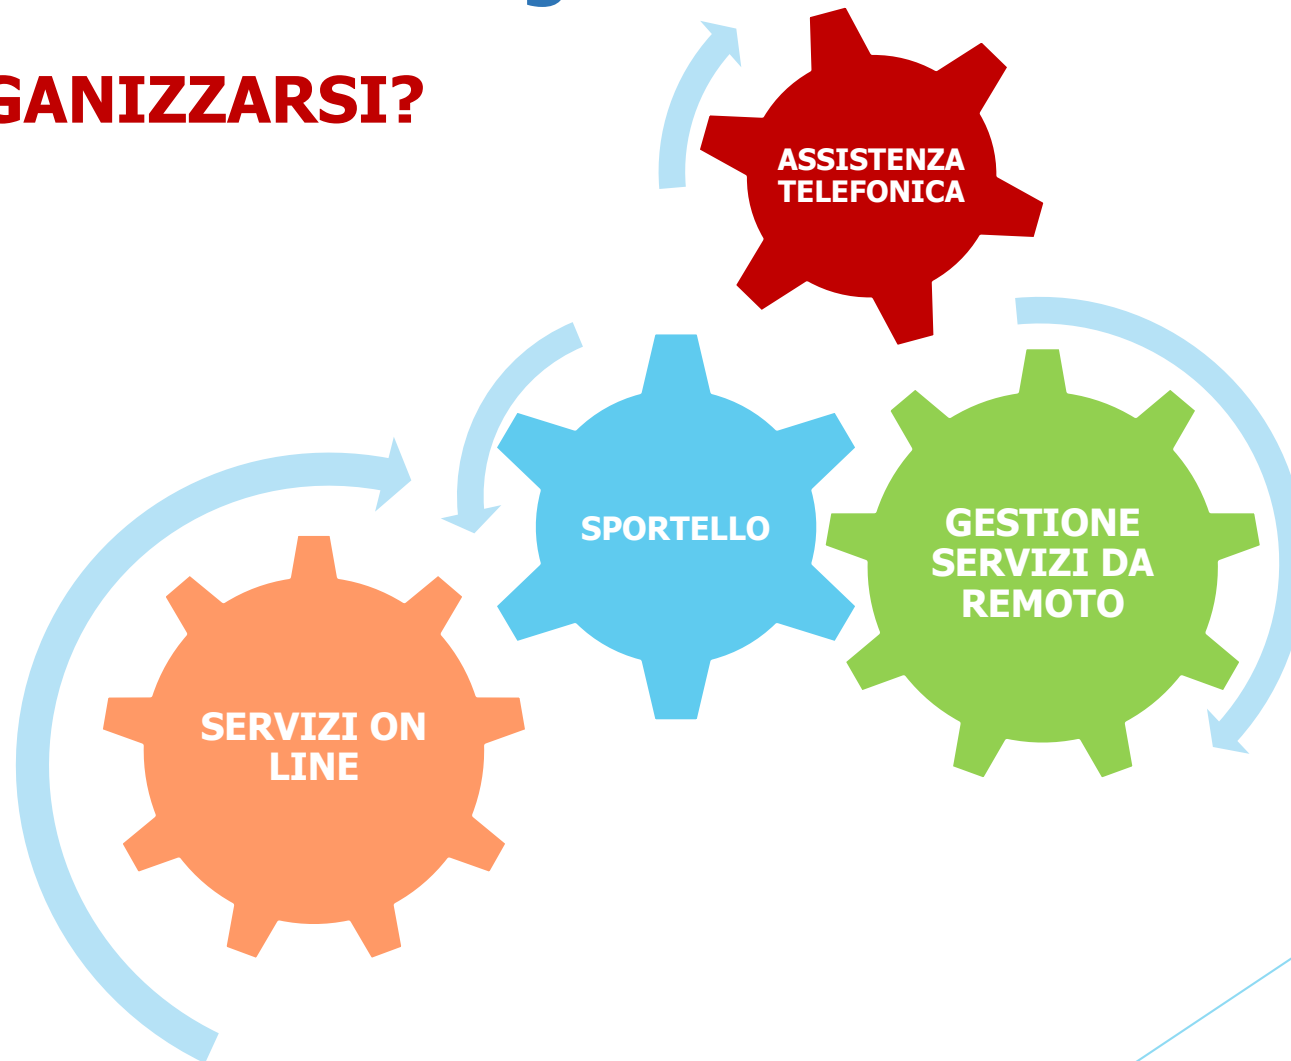 GANIZZARSI?
ASSISTENZA
TELEFONICA
SPORTELLO
GESTIONE
SERVIZI DA
REMOTO
SERVIZI ON
LINE